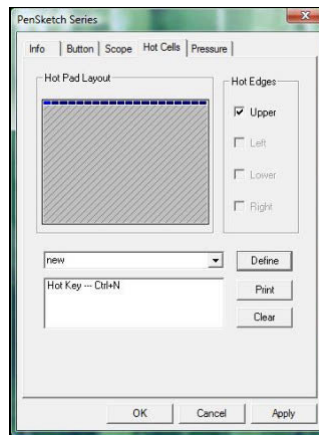 PenSketch Series
Info Button Scope Hot Cells Pressure
Hot Pad Layout
Hot Edges
Upper
Left
Lower
Right
new
Define
Hot Key --- Ctrl+N
Print
Clear
OK Cancel Apply